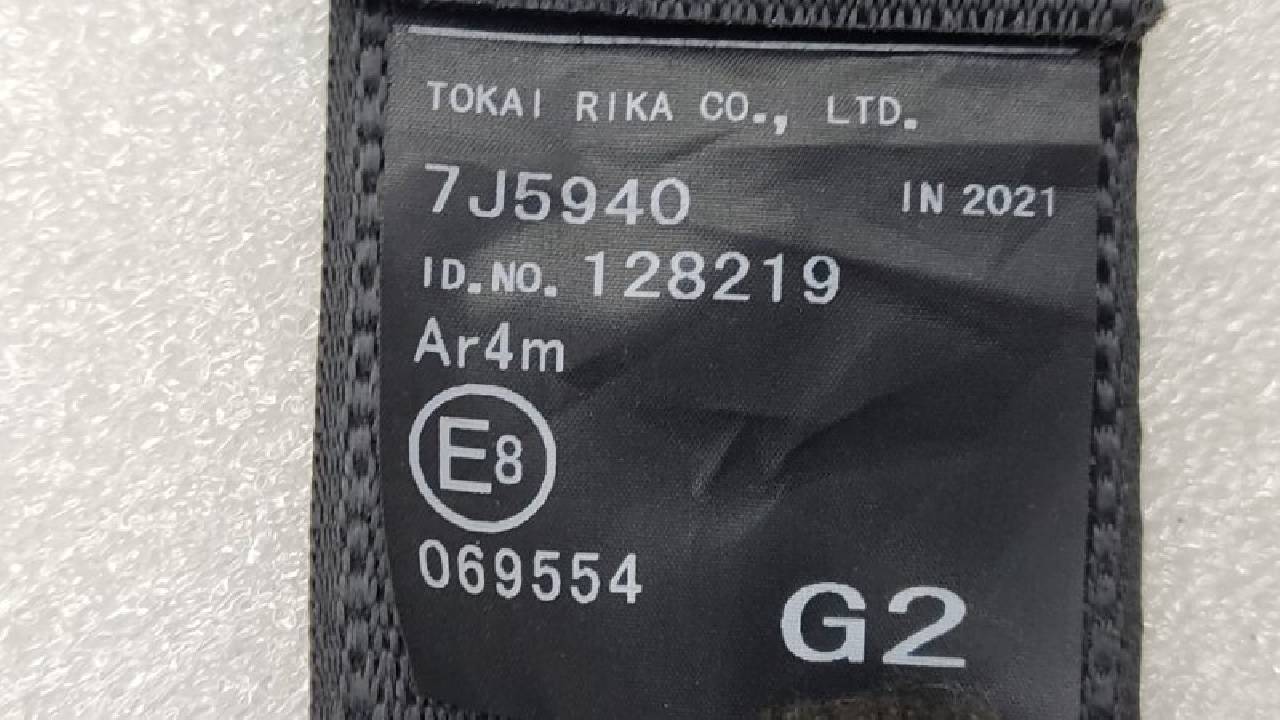 TOKAI RIKA CO., LTD.
7J5940 IN 2021
ID.NO. 128219
Ar4m
E8
069554
G2